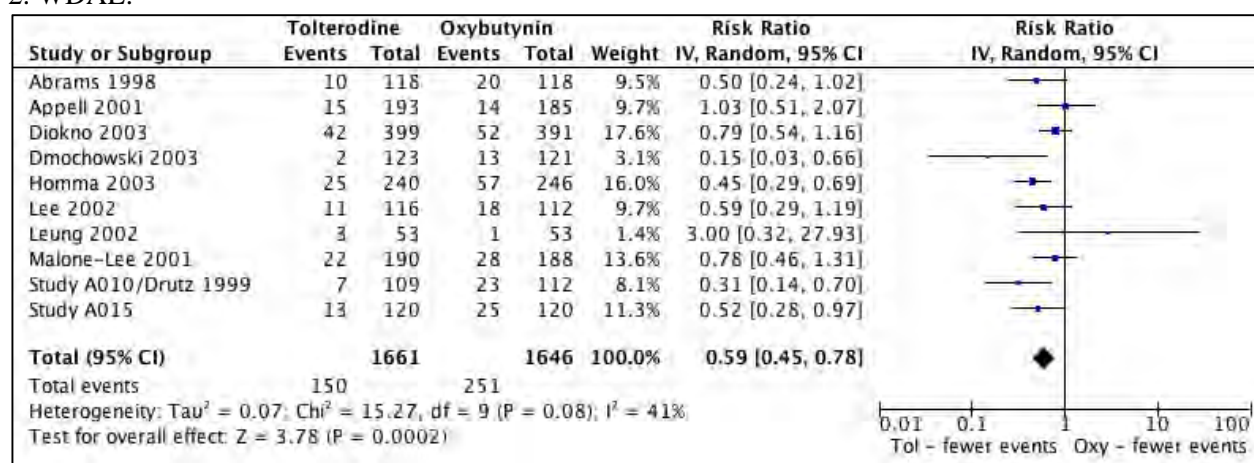 2. WDAE:
Tolterodine Oxybutynin Risk Ratio Risk Ratio
Study or Subgroup Events Total Events Total Weight IV, Random, 95% CI IV, Random, 95% CI
Abrams 1998 10 118 20 118 9.5% 0.50 [0.24, 1.02]
Appell 2001 15 193 14 185 9.7% 1.03 [0.51, 2.07]
Diokno 2003 42 399 52 391 17.6% 0.79 [0.54, 1.16]
Dmochowski 2003 2 123 13 121 3.1% 0.15 [0.03, 0.66]
Homma 2003 25 240 57 246 16.0% 0.45 [0.29, 0.69]
Lee 2002 11 116 18 112 9.7% 0.59 [0.29, 1.19]
Leung 2002 3 53 1 53 1.4% 3.00 [0.32, 27.93]
Malone-Lee 2001 22 190 28 188 13.6% 0.78 [0.46, 1.31]
Study A010/Drutz 1999 7 109 23 112 8.1% 0.31 [0.14, 0.70]
Study A015 13 120 25 120 11.3% 0.52 [0.28, 0.97]
Total (95% CI) 1661 1646 100.0% 0.59 [0.45, 0.78]
Total events 150 251
Heterogeneity: Tau² = 0.07; Chi² = 15.27, df = 9 (P = 0.08); I² = 41%
Test for overall effect: Z = 3.78 (P = 0.0002)
0.01 0.1 1 10 100
Tol - fewer events Oxy - fewer events